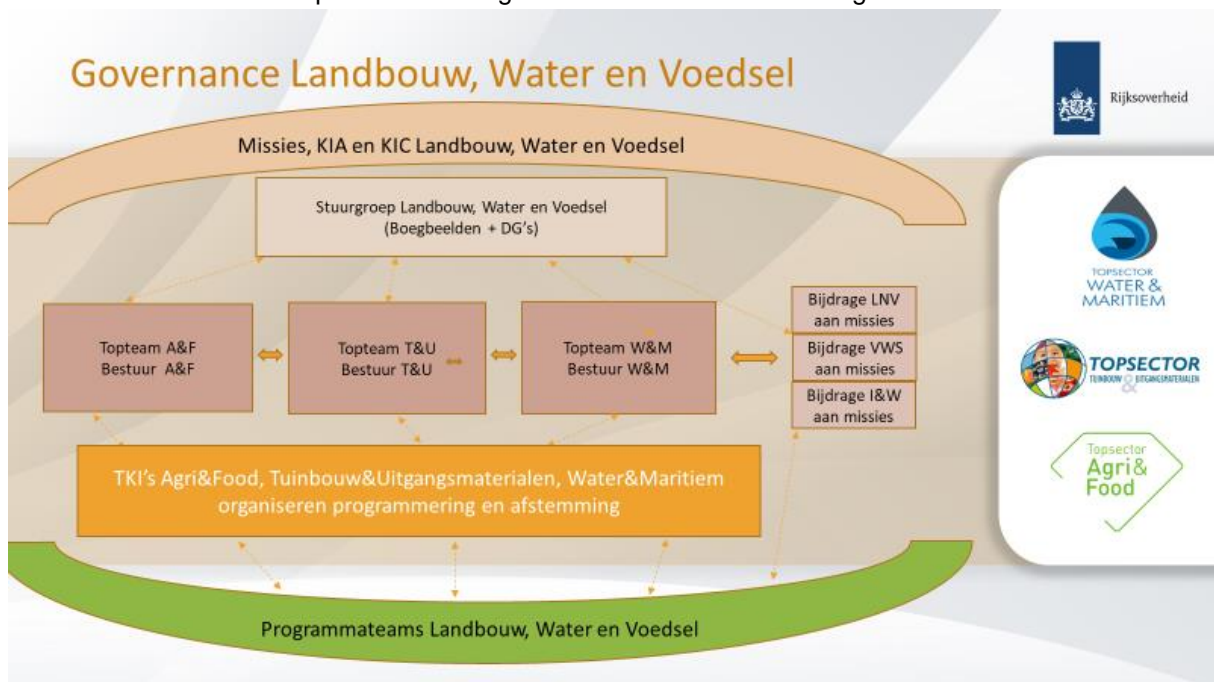 Governance Landbouw, Water en Voedsel
Rijksoverheid
Missies, KIA en KIC Landbouw, Water en Voedsel
Stuurgroep Landbouw, Water en Voedsel
(Boegbeelden + DG's)
Topteam A&F
Bestuur A&F
Topteam T&U
Bestuur T&U
Topteam W&M
Bestuur W&M
Bijdrage LNV
aan missies
Bijdrage VWS
aan missies
Bijdrage I&W
aan missies
TKI's Agri&Food, Tuinbouw&Uitgangsmaterialen, Water&Maritiem
organiseren programmering en afstemming
Programmateams Landbouw, Water en Voedsel
TOPSECTOR
WATER &
MARITIEM
TOPSECTOR
TUINBOUW & UITGANGSMATERIALEN
Topsector
Agri&
Food